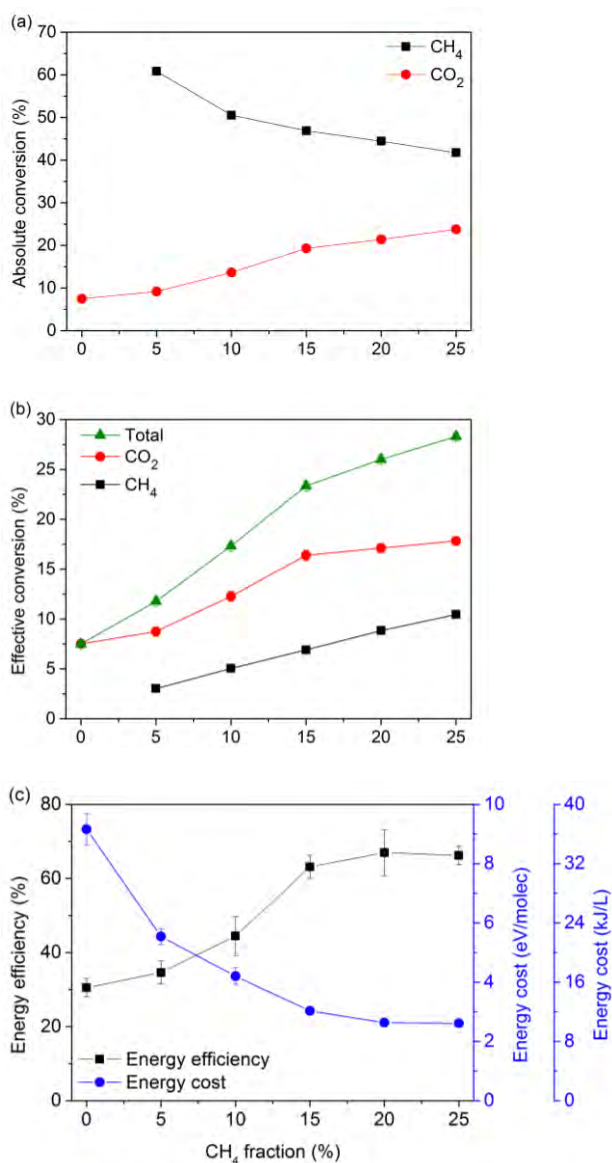 (a)
Absolute conversion (%)
70
60
50
40
30
20
10
0
CH₄
CO₂
0 5 10 15 20 25
(b)
Effective conversion (%)
30
25
20
15
10
5
0
Total
CO₂
CH₄
0 5 10 15 20 25
(c)
Energy efficiency (%)
80
60
40
20
0
Energy efficiency
Energy cost
0 5 10 15 20 25
CH₄ fraction (%)
10
8
6
4
2
0
Energy cost (eV/molec)
40
36
24
16
8
0
Energy cost (kJ/L)